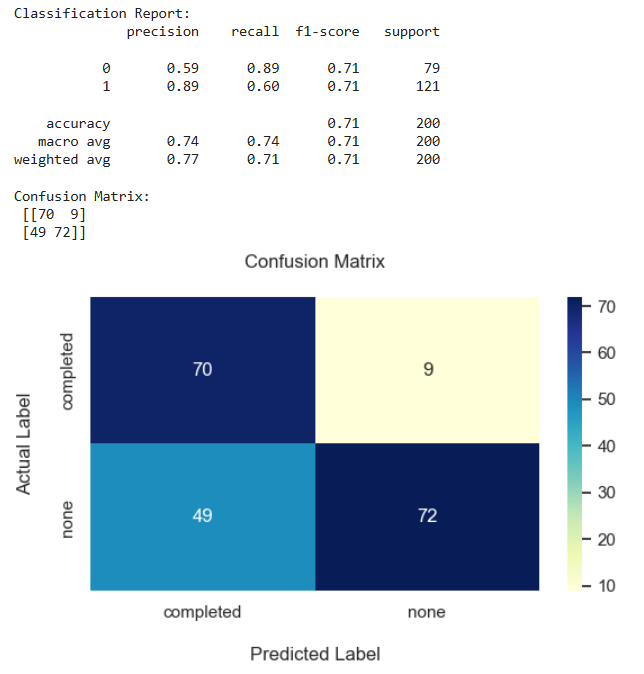 Classification Report:
precision recall f1-score support
0 0.59 0.89 0.71 79
1 0.89 0.60 0.71 121
accuracy 0.71 200
macro avg 0.74 0.74 0.71 200
weighted avg 0.77 0.71 0.71 200
Confusion Matrix:
[[70 9]
[49 72]]
Confusion Matrix
Actual Label
completed
none
70
9
49
72
completed
none
Predicted Label
70
60
50
40
30
20
10